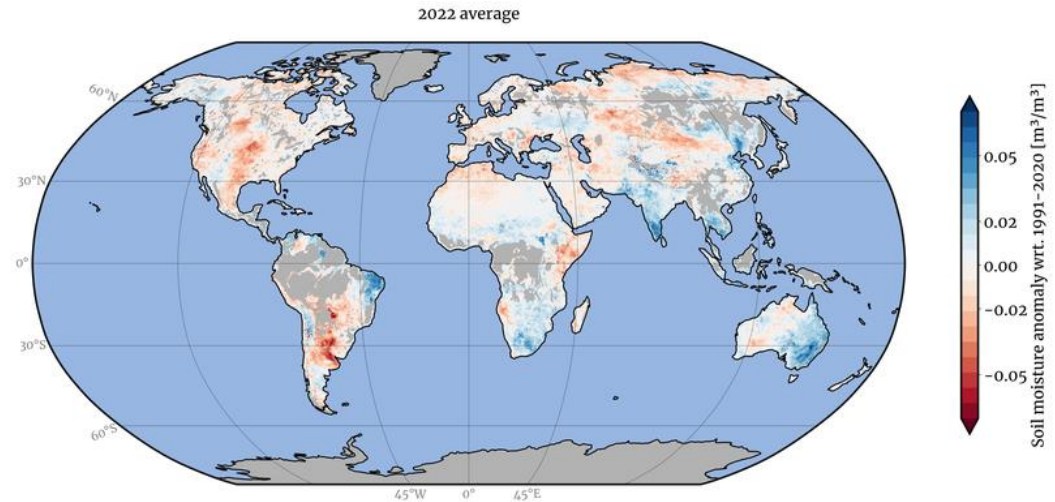 2022 average
60°N
30°N
0°
30°S
60°S
45°W 0° 45°E
0.05
0.02
0.00
−0.02
−0.05
Soil moisture anomaly wrt. 1991-2020 [m³/m³]